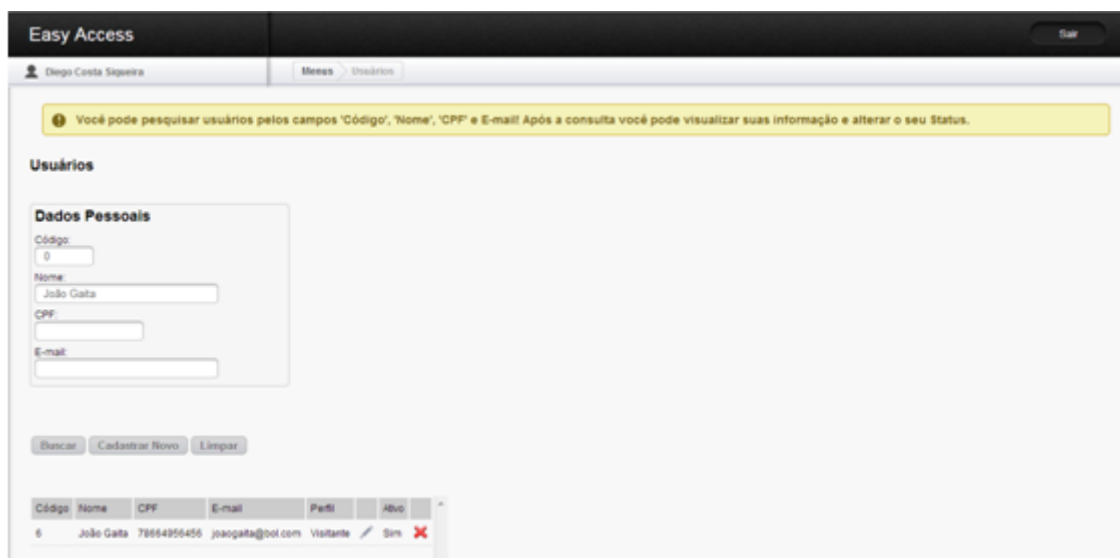 Easy Access
Sair
Diego Costa Siqueira
Menus Usuários
Você pode pesquisar usuários pelos campos 'Código', 'Nome', 'CPF' e E-mail! Após a consulta você pode visualizar suas informação e alterar o seu Status.
Usuários
Dados Pessoais
Código:
0
Nome:
João Gaita
CPF:
E-mail:
Buscar Cadastrar Novo Limpar
Código Nome CPF E-mail Perfil Ativo
6 João Gaita 78664956456 joaogaita@bol.com Visitante Sim